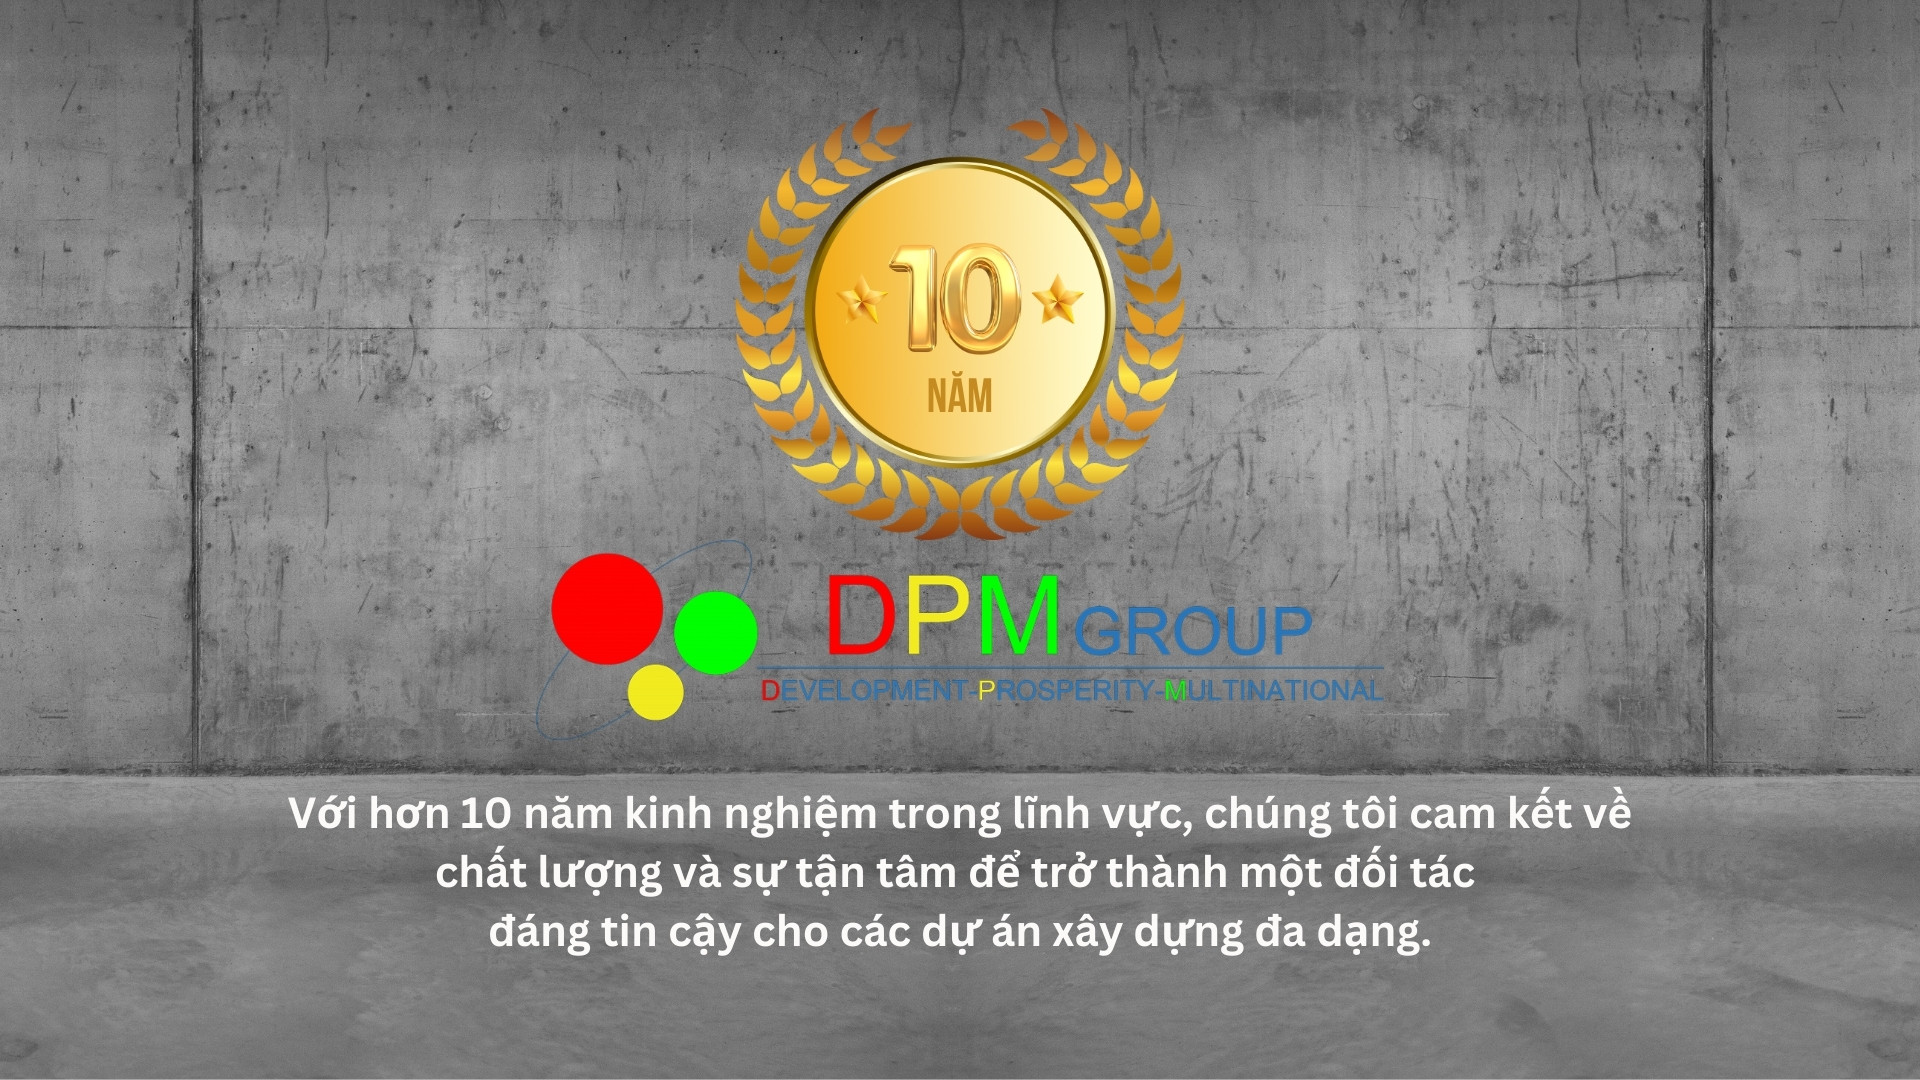 10
NĂM
DPM GROUP
DEVELOPMENT-PROSPERITY-MULTINATIONAL
Với hơn 10 năm kinh nghiệm trong lĩnh vực, chúng tôi cam kết về
chất lượng và sự tận tâm để trở thành một đối tác
đáng tin cậy cho các dự án xây dựng đa dạng.